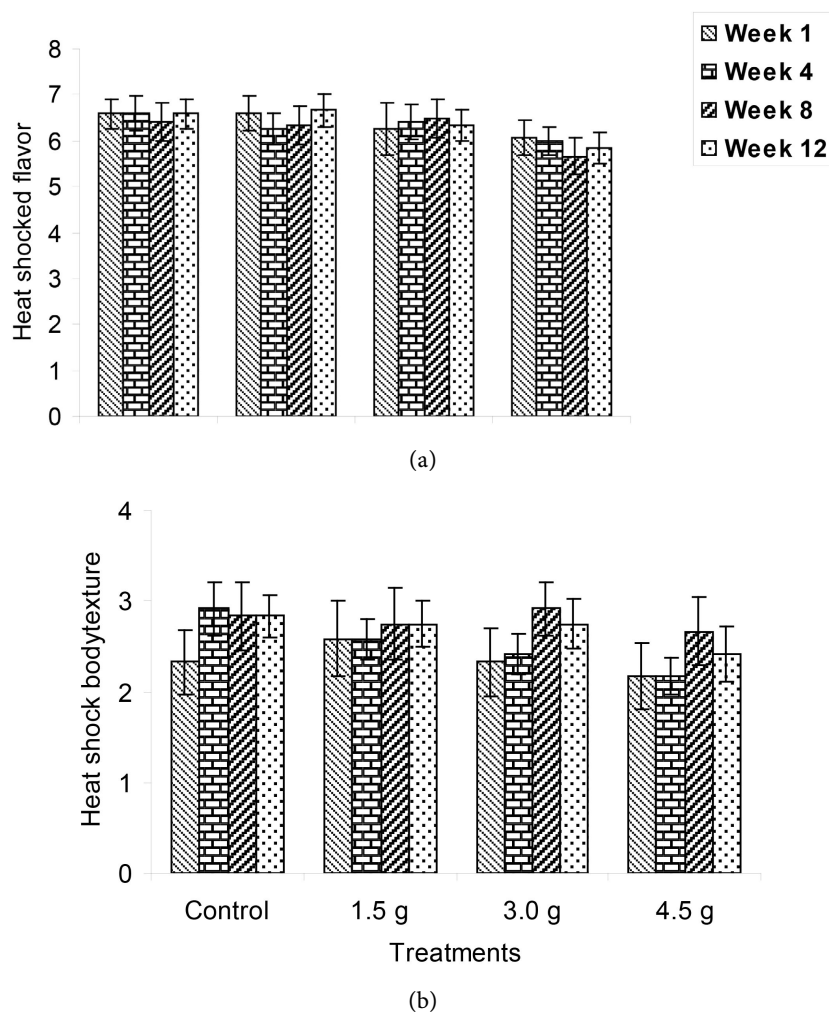 8
7
6
5
4
3
2
1
0
Heat shocked flavor
Week 1
Week 4
Week 8
Week 12
(a)
4
3
2
1
0
Heat shock bodytexture
Control 1.5 g 3.0 g 4.5 g
Treatments
(b)